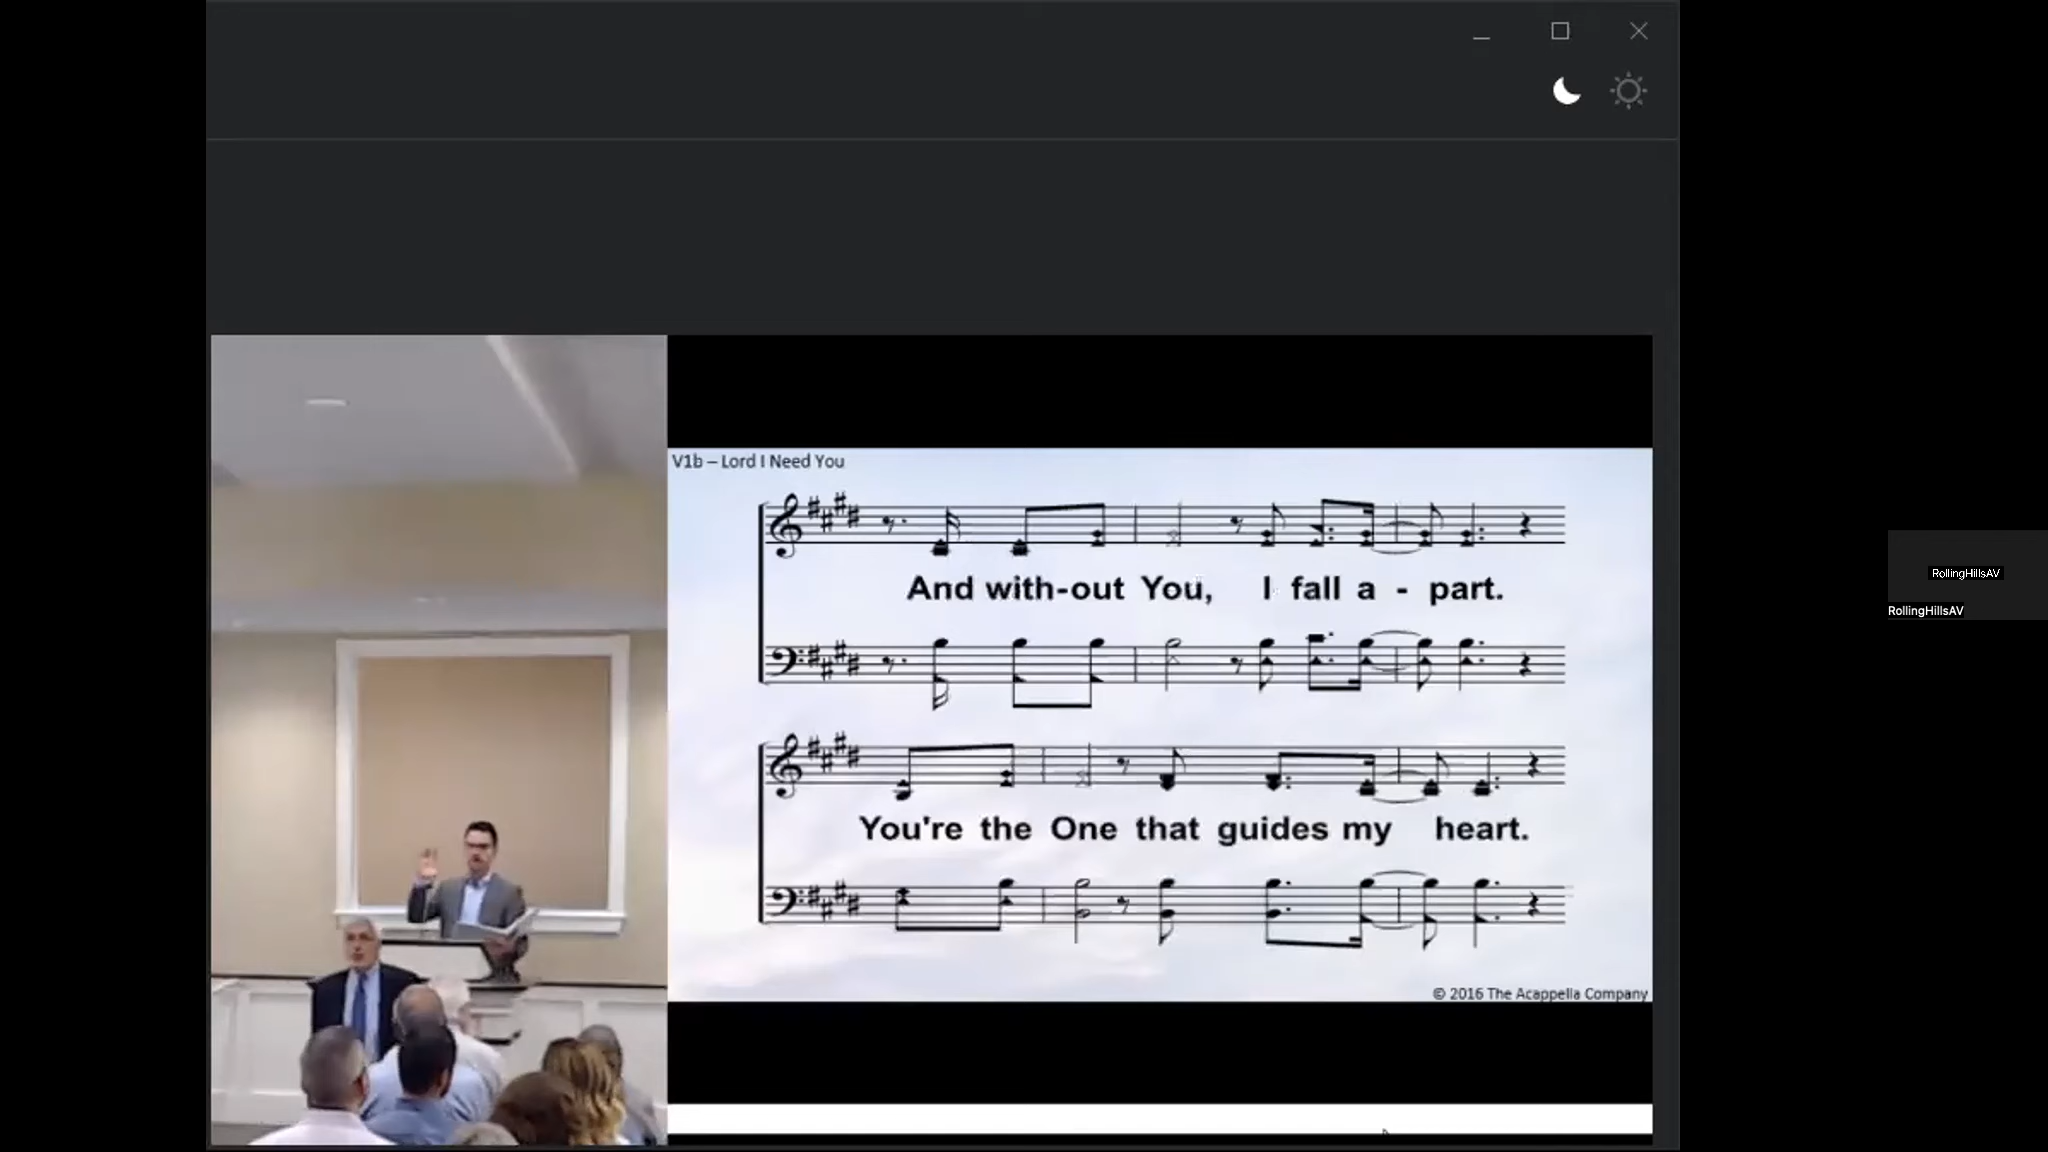 V1b – Lord I Need You
And with-out You, I fall a - part.
You're the One that guides my heart.
© 2016 The Acappella Company
RollingHillsAV
RollingHillsAV